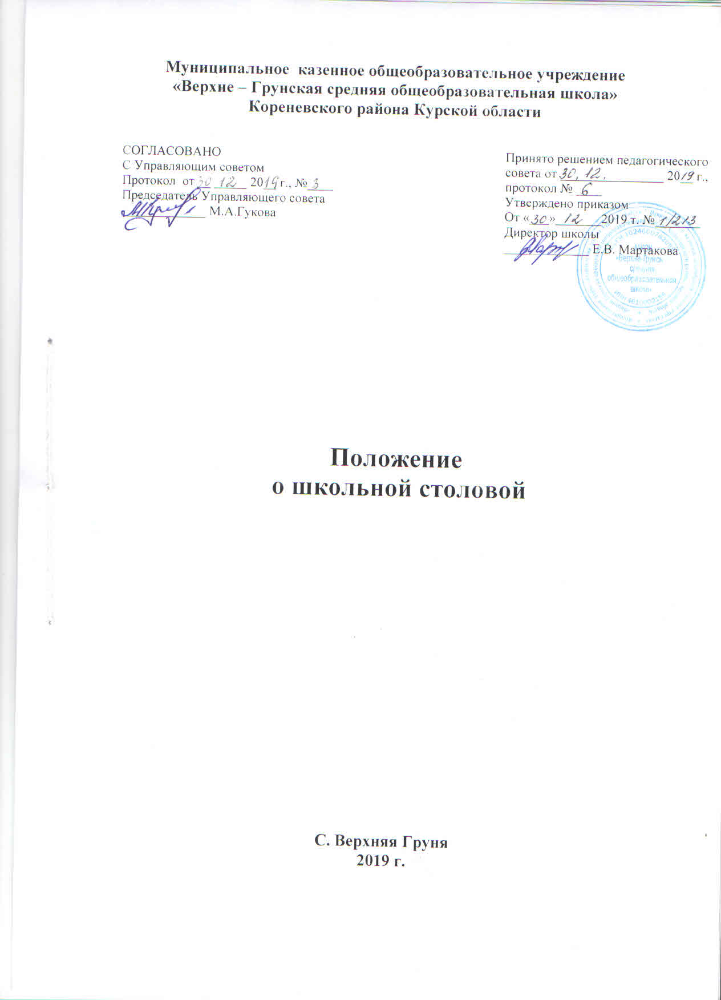 Муниципальное казенное общеобразовательное учреждение
«Верхне – Грунская средняя общеобразовательная школа»
Кореневского района Курской области
СОГЛАСОВАНО
С Управляющим советом
Протокол от 30 12 2019 г., № 3
Председатель Управляющего совета
М.А.Гукова
Принято решением педагогического
совета от 30, 12, 2019 г.,
протокол № 6
Утверждено приказом
От «30» 12 2019 г. № 1/213
Директор школы
Е.В. Мартакова
«Верхне-Грунск
средняя
общеобразовательная
школа»
Положение
о школьной столовой
С. Верхняя Груня
2019 г.